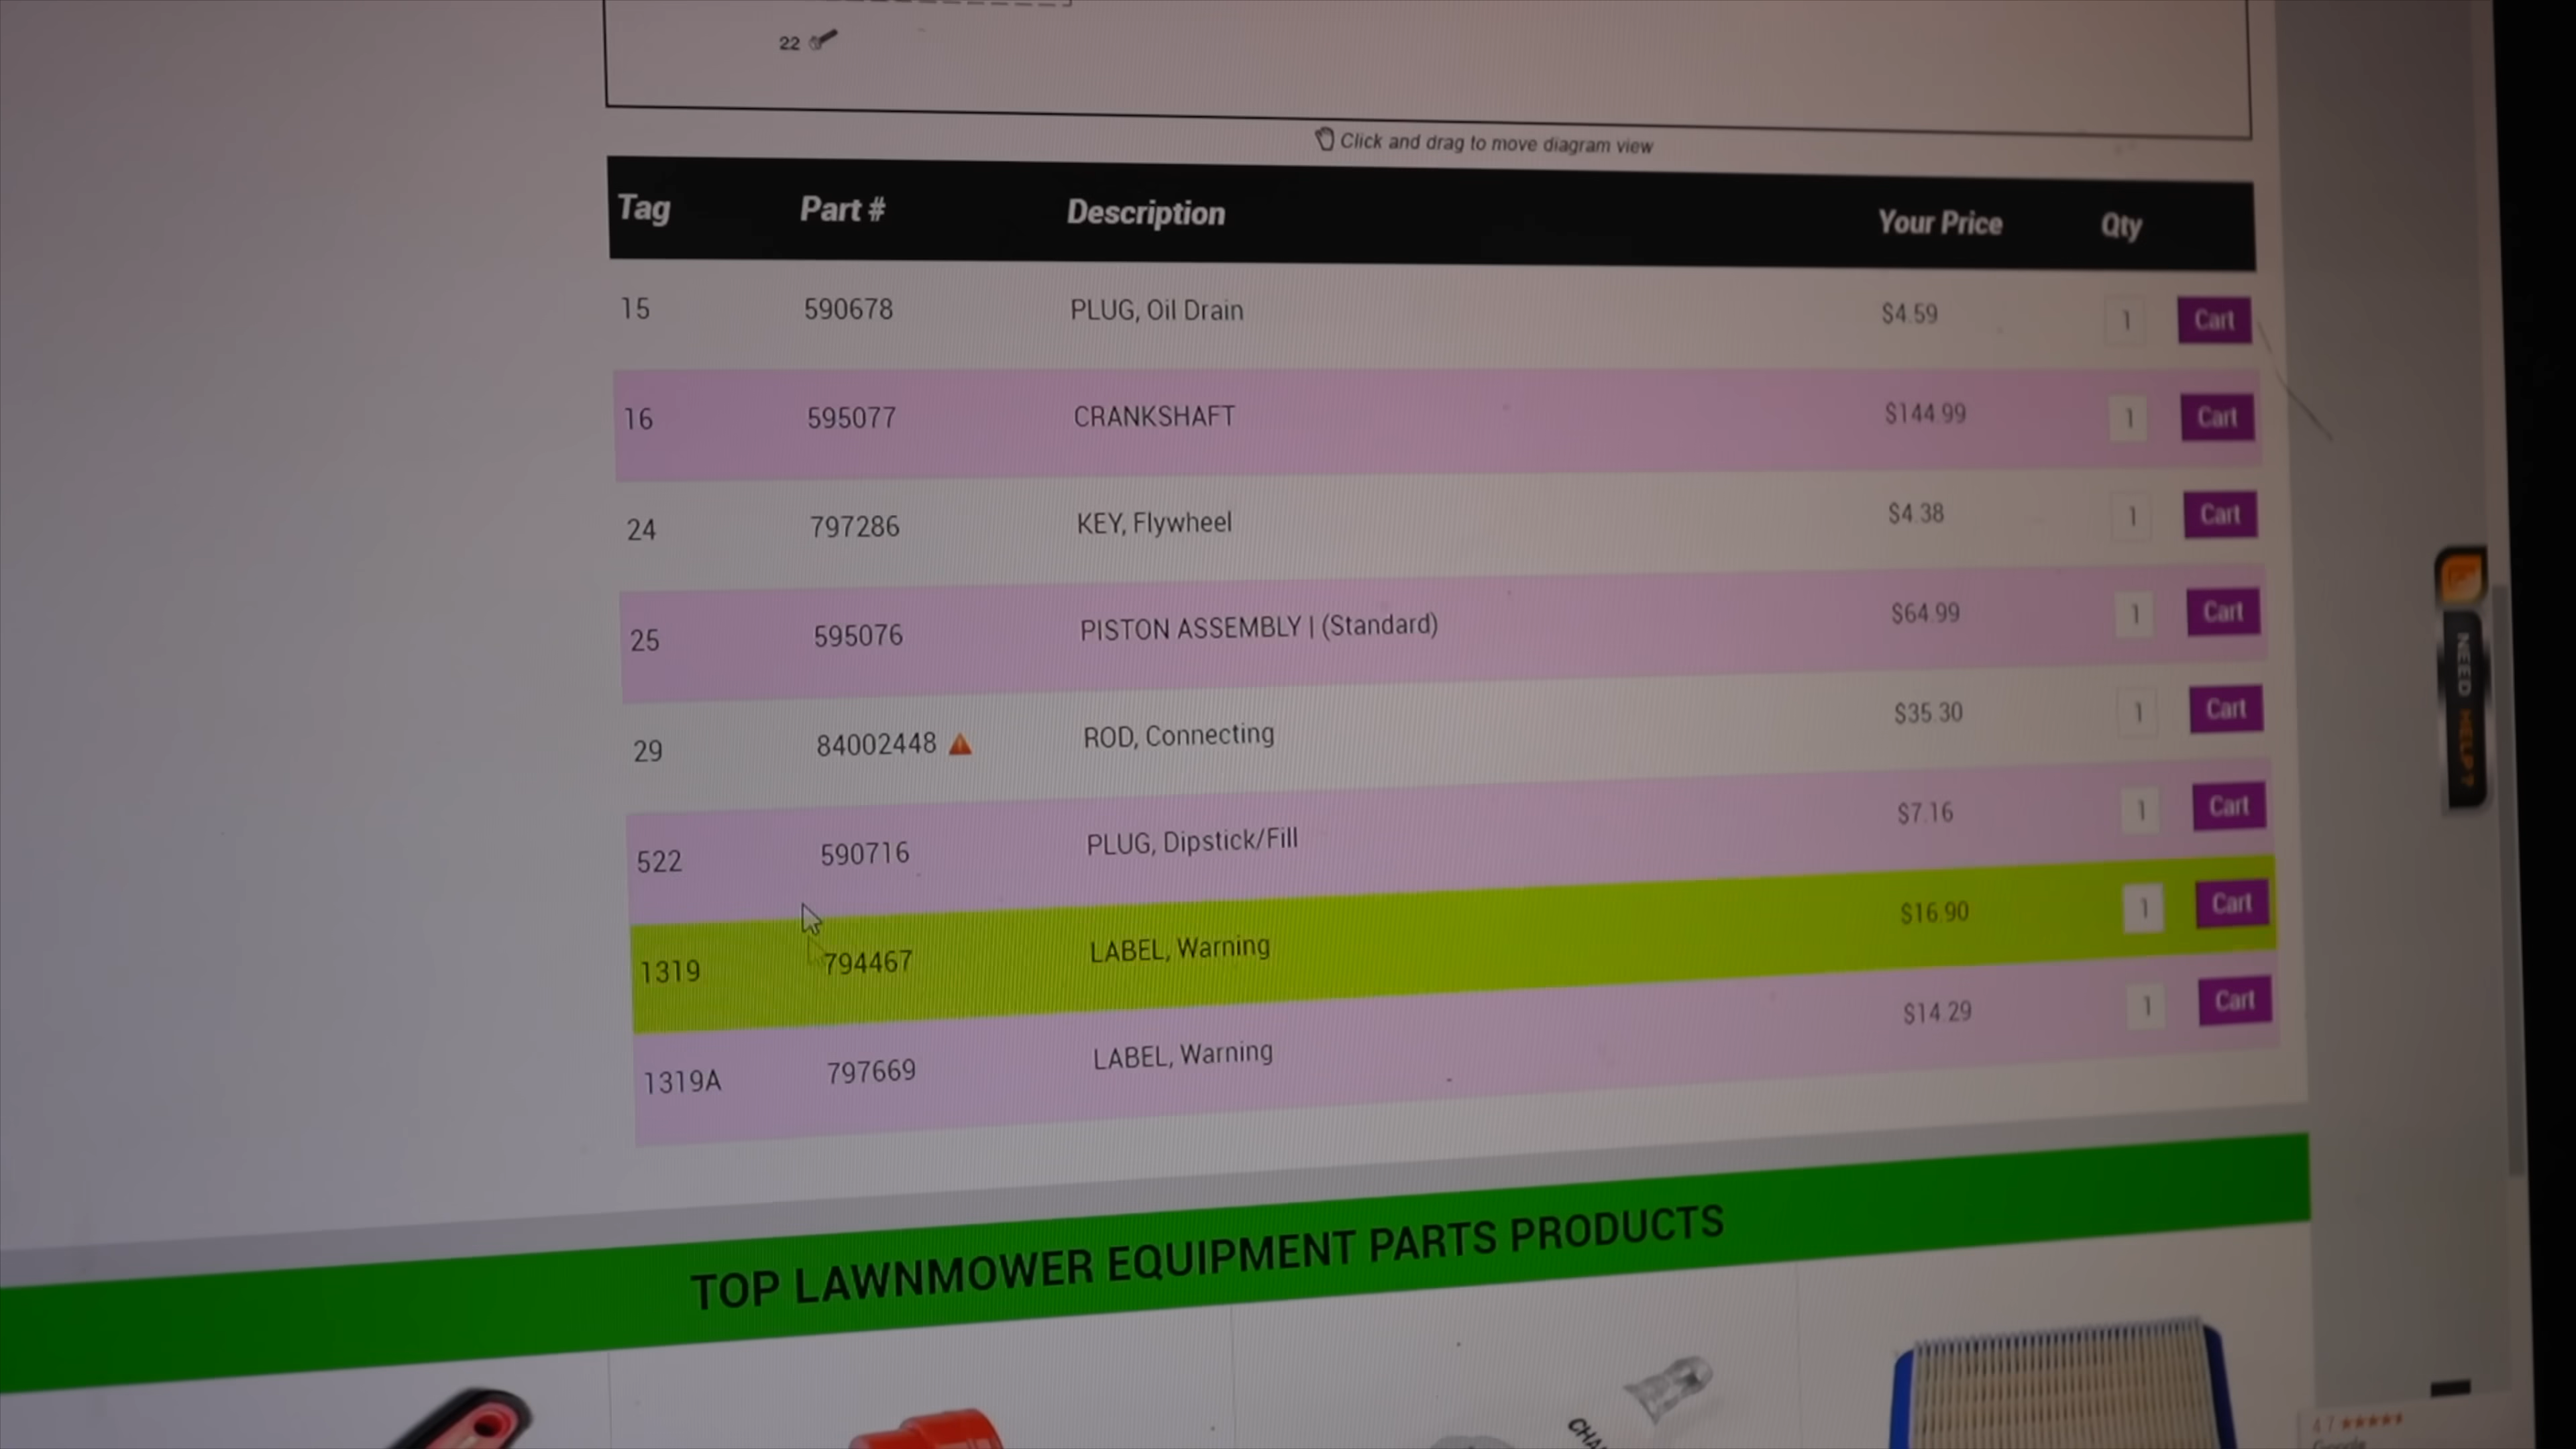 22
Click and drag to move diagram view
Tag Part # Description Your Price Qty
15 590678 PLUG, Oil Drain $4.59 1 Cart
16 595077 CRANKSHAFT $144.99 1 Cart
24 797286 KEY, Flywheel $4.38 1 Cart
25 595076 PISTON ASSEMBLY | (Standard) $64.99 1 Cart
29 84002448 ROD, Connecting $35.30 1 Cart
522 590716 PLUG, Dipstick/Fill $7.16 1 Cart
1319 794467 LABEL, Warning $16.90 1 Cart
1319A 797669 LABEL, Warning $14.29 1 Cart
NEED HELP?
TOP LAWNMOWER EQUIPMENT PARTS PRODUCTS
4.7